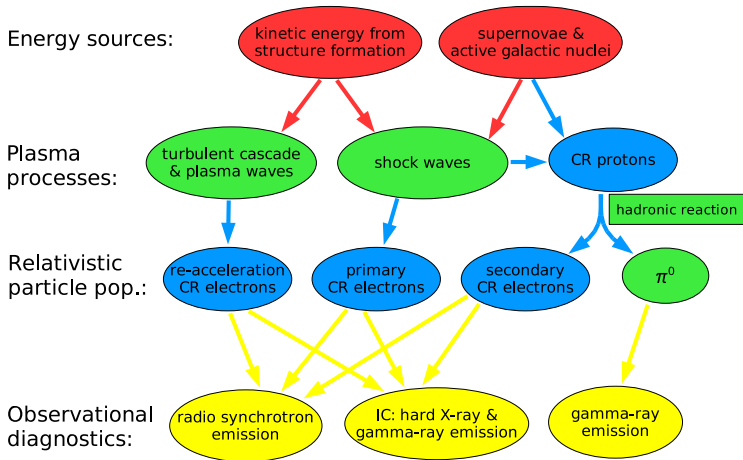 Energy sources:
kinetic energy from
structure formation
supernovae &
active galactic nuclei
Plasma
processes:
turbulent cascade
& plasma waves
shock waves
CR protons
hadronic reaction
Relativistic
particle pop.:
re-acceleration
CR electrons
primary
CR electrons
secondary
CR electrons
π⁰
Observational
diagnostics:
radio synchrotron
emission
IC: hard X-ray &
gamma-ray emission
gamma-ray
emission